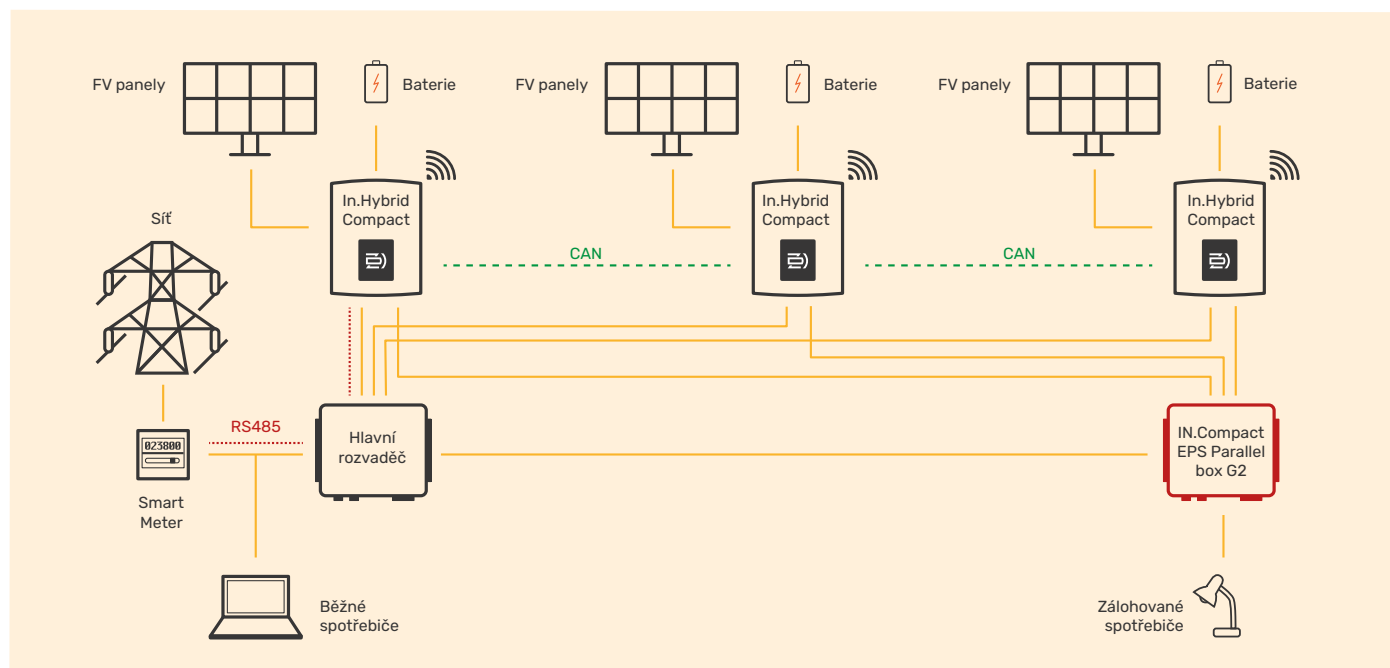 FV panely
Baterie
FV panely
Baterie
FV panely
Baterie
In.Hybrid
Compact
In.Hybrid
Compact
In.Hybrid
Compact
Síť
CAN
CAN
RS485
023800
Smart
Meter
Hlavní
rozvaděč
IN.Compact
EPS Parallel
box G2
Běžné
spotřebiče
Zálohované
spotřebiče